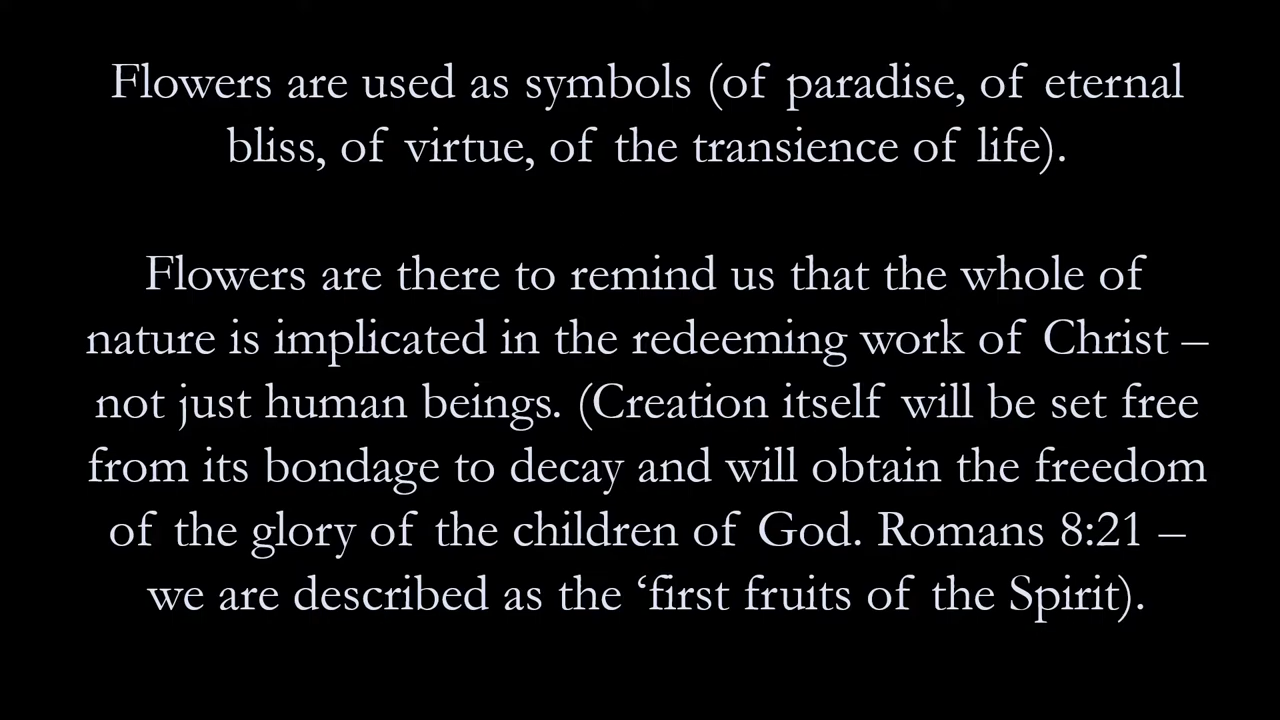 Flowers are used as symbols (of paradise, of eternal
bliss, of virtue, of the transience of life).
Flowers are there to remind us that the whole of
nature is implicated in the redeeming work of Christ –
not just human beings. (Creation itself will be set free
from its bondage to decay and will obtain the freedom
of the glory of the children of God. Romans 8:21 –
we are described as the ‘first fruits of the Spirit).